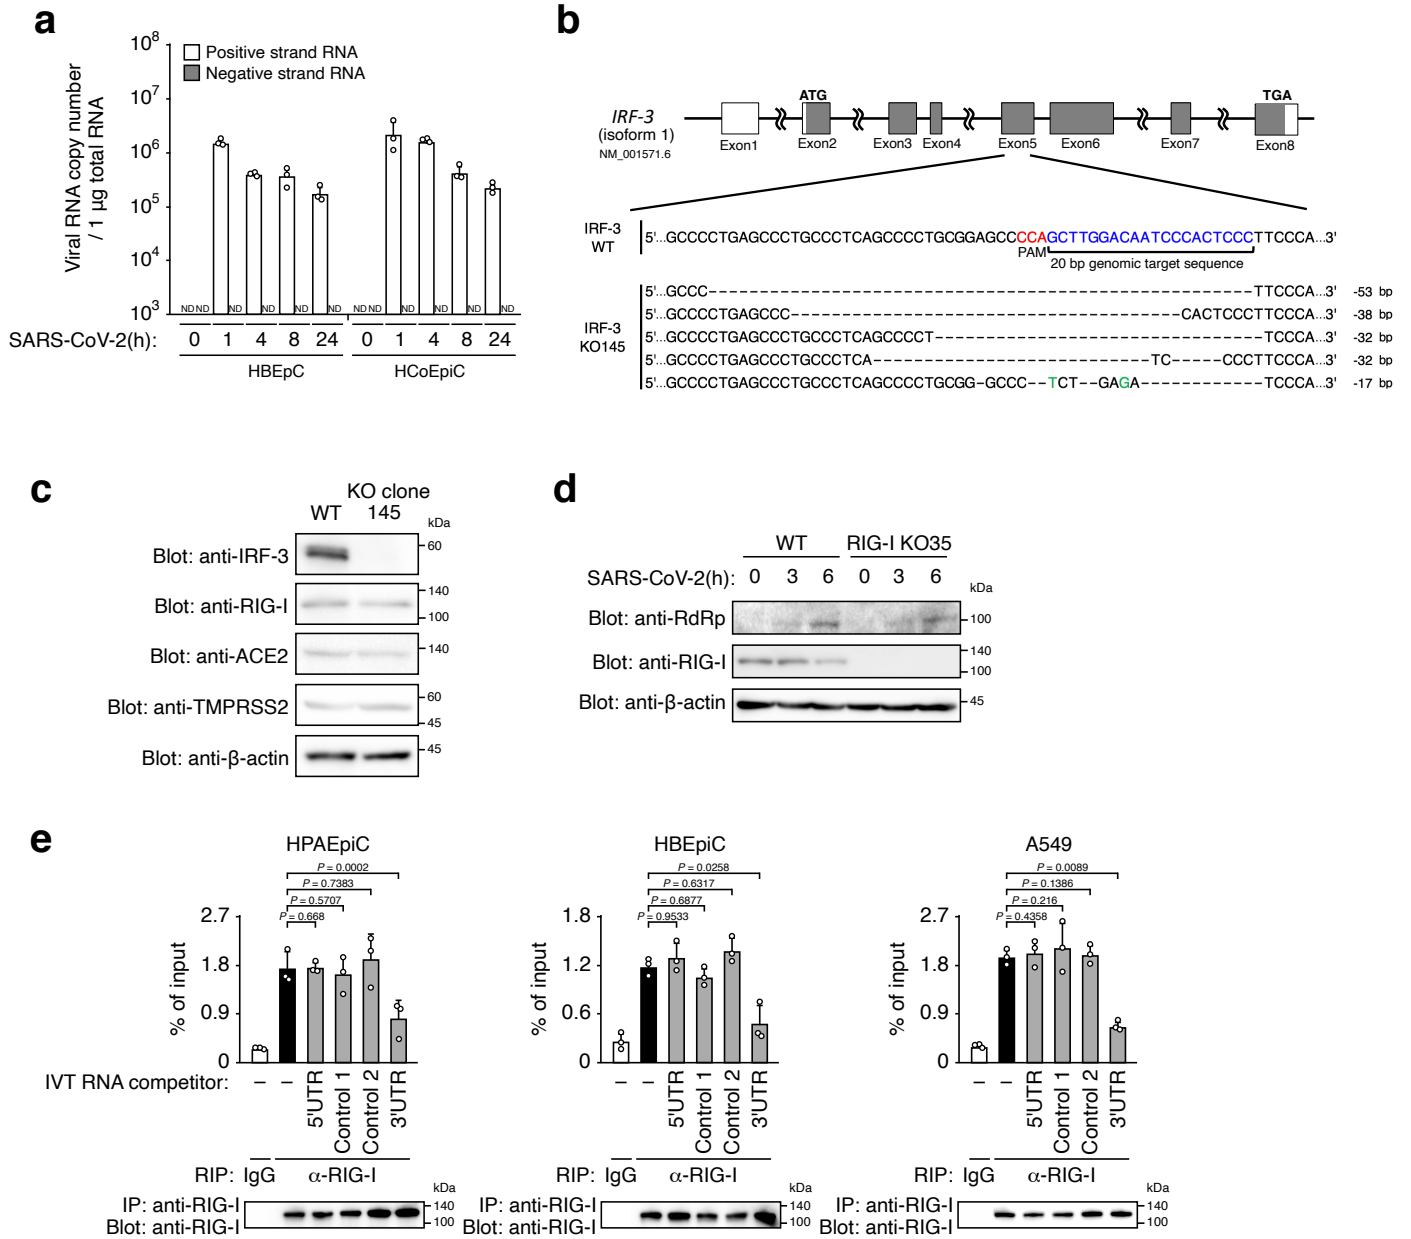 a
Viral RNA copy number
/ 1 µg total RNA
10⁸
10⁷
10⁶
10⁵
10⁴
10³
Positive strand RNA
Negative strand RNA
ND ND ND ND ND ND ND ND ND ND ND ND
SARS-CoV-2(h): 0 1 4 8 24 0 1 4 8 24
HBEpC HCoEpiC
b
IRF-3
(isoform 1)
NM_001571.6
ATG TGA
Exon1 Exon2 Exon3 Exon4 Exon5 Exon6 Exon7 Exon8
IRF-3
WT
5'...GCCCCTGAGCCCTGCCCTCAGCCCCTGCGGAGCCCCAGCTTGGACAATCCCACTCCCTTCCCA...3'
PAM
20 bp genomic target sequence
IRF-3
KO145
5'...GCCC-----------------------------------------------------TTCCCA...3' -53 bp
5'...GCCCCTGAGCCC--------------------------------------CACTCCCTTCCCA...3' -38 bp
5'...GCCCCTGAGCCCTGCCCTCAGCCCCT--------------------------------TCCCA...3' -32 bp
5'...GCCCCTGAGCCCTGCCCTCA---------------------------TC-----CCCTTCCCA...3' -32 bp
5'...GCCCCTGAGCCCTGCCCTCAGCCCCTGCGG-GCCC--TCT--GAGA------------TCCCA...3' -17 bp
c
WT KO clone 145
kDa
Blot: anti-IRF-3 60
Blot: anti-RIG-I 140 100
Blot: anti-ACE2 140
Blot: anti-TMPRSS2 60 45
Blot: anti-β-actin 45
d
WT RIG-I KO35
SARS-CoV-2(h): 0 3 6 0 3 6 kDa
Blot: anti-RdRp 100
Blot: anti-RIG-I 140 100
Blot: anti-β-actin 45
e
HPAEpiC
P = 0.0002
P = 0.7383
P = 0.5707
P = 0.668
% of input
2.7
1.8
0.9
0
HBEpiC
P = 0.0258
P = 0.6317
P = 0.6877
P = 0.9533
% of input
1.8
1.2
0.6
0
A549
P = 0.0089
P = 0.1386
P = 0.216
P = 0.4358
% of input
2.7
1.8
0.9
0
IVT RNA competitor: – – 5'UTR Control 1 Control 2 3'UTR – – 5'UTR Control 1 Control 2 3'UTR – – 5'UTR Control 1 Control 2 3'UTR
RIP: IgG α-RIG-I RIP: IgG α-RIG-I RIP: IgG α-RIG-I
kDa kDa kDa
IP: anti-RIG-I 140 IP: anti-RIG-I 140 IP: anti-RIG-I 140
Blot: anti-RIG-I 100 Blot: anti-RIG-I 100 Blot: anti-RIG-I 100